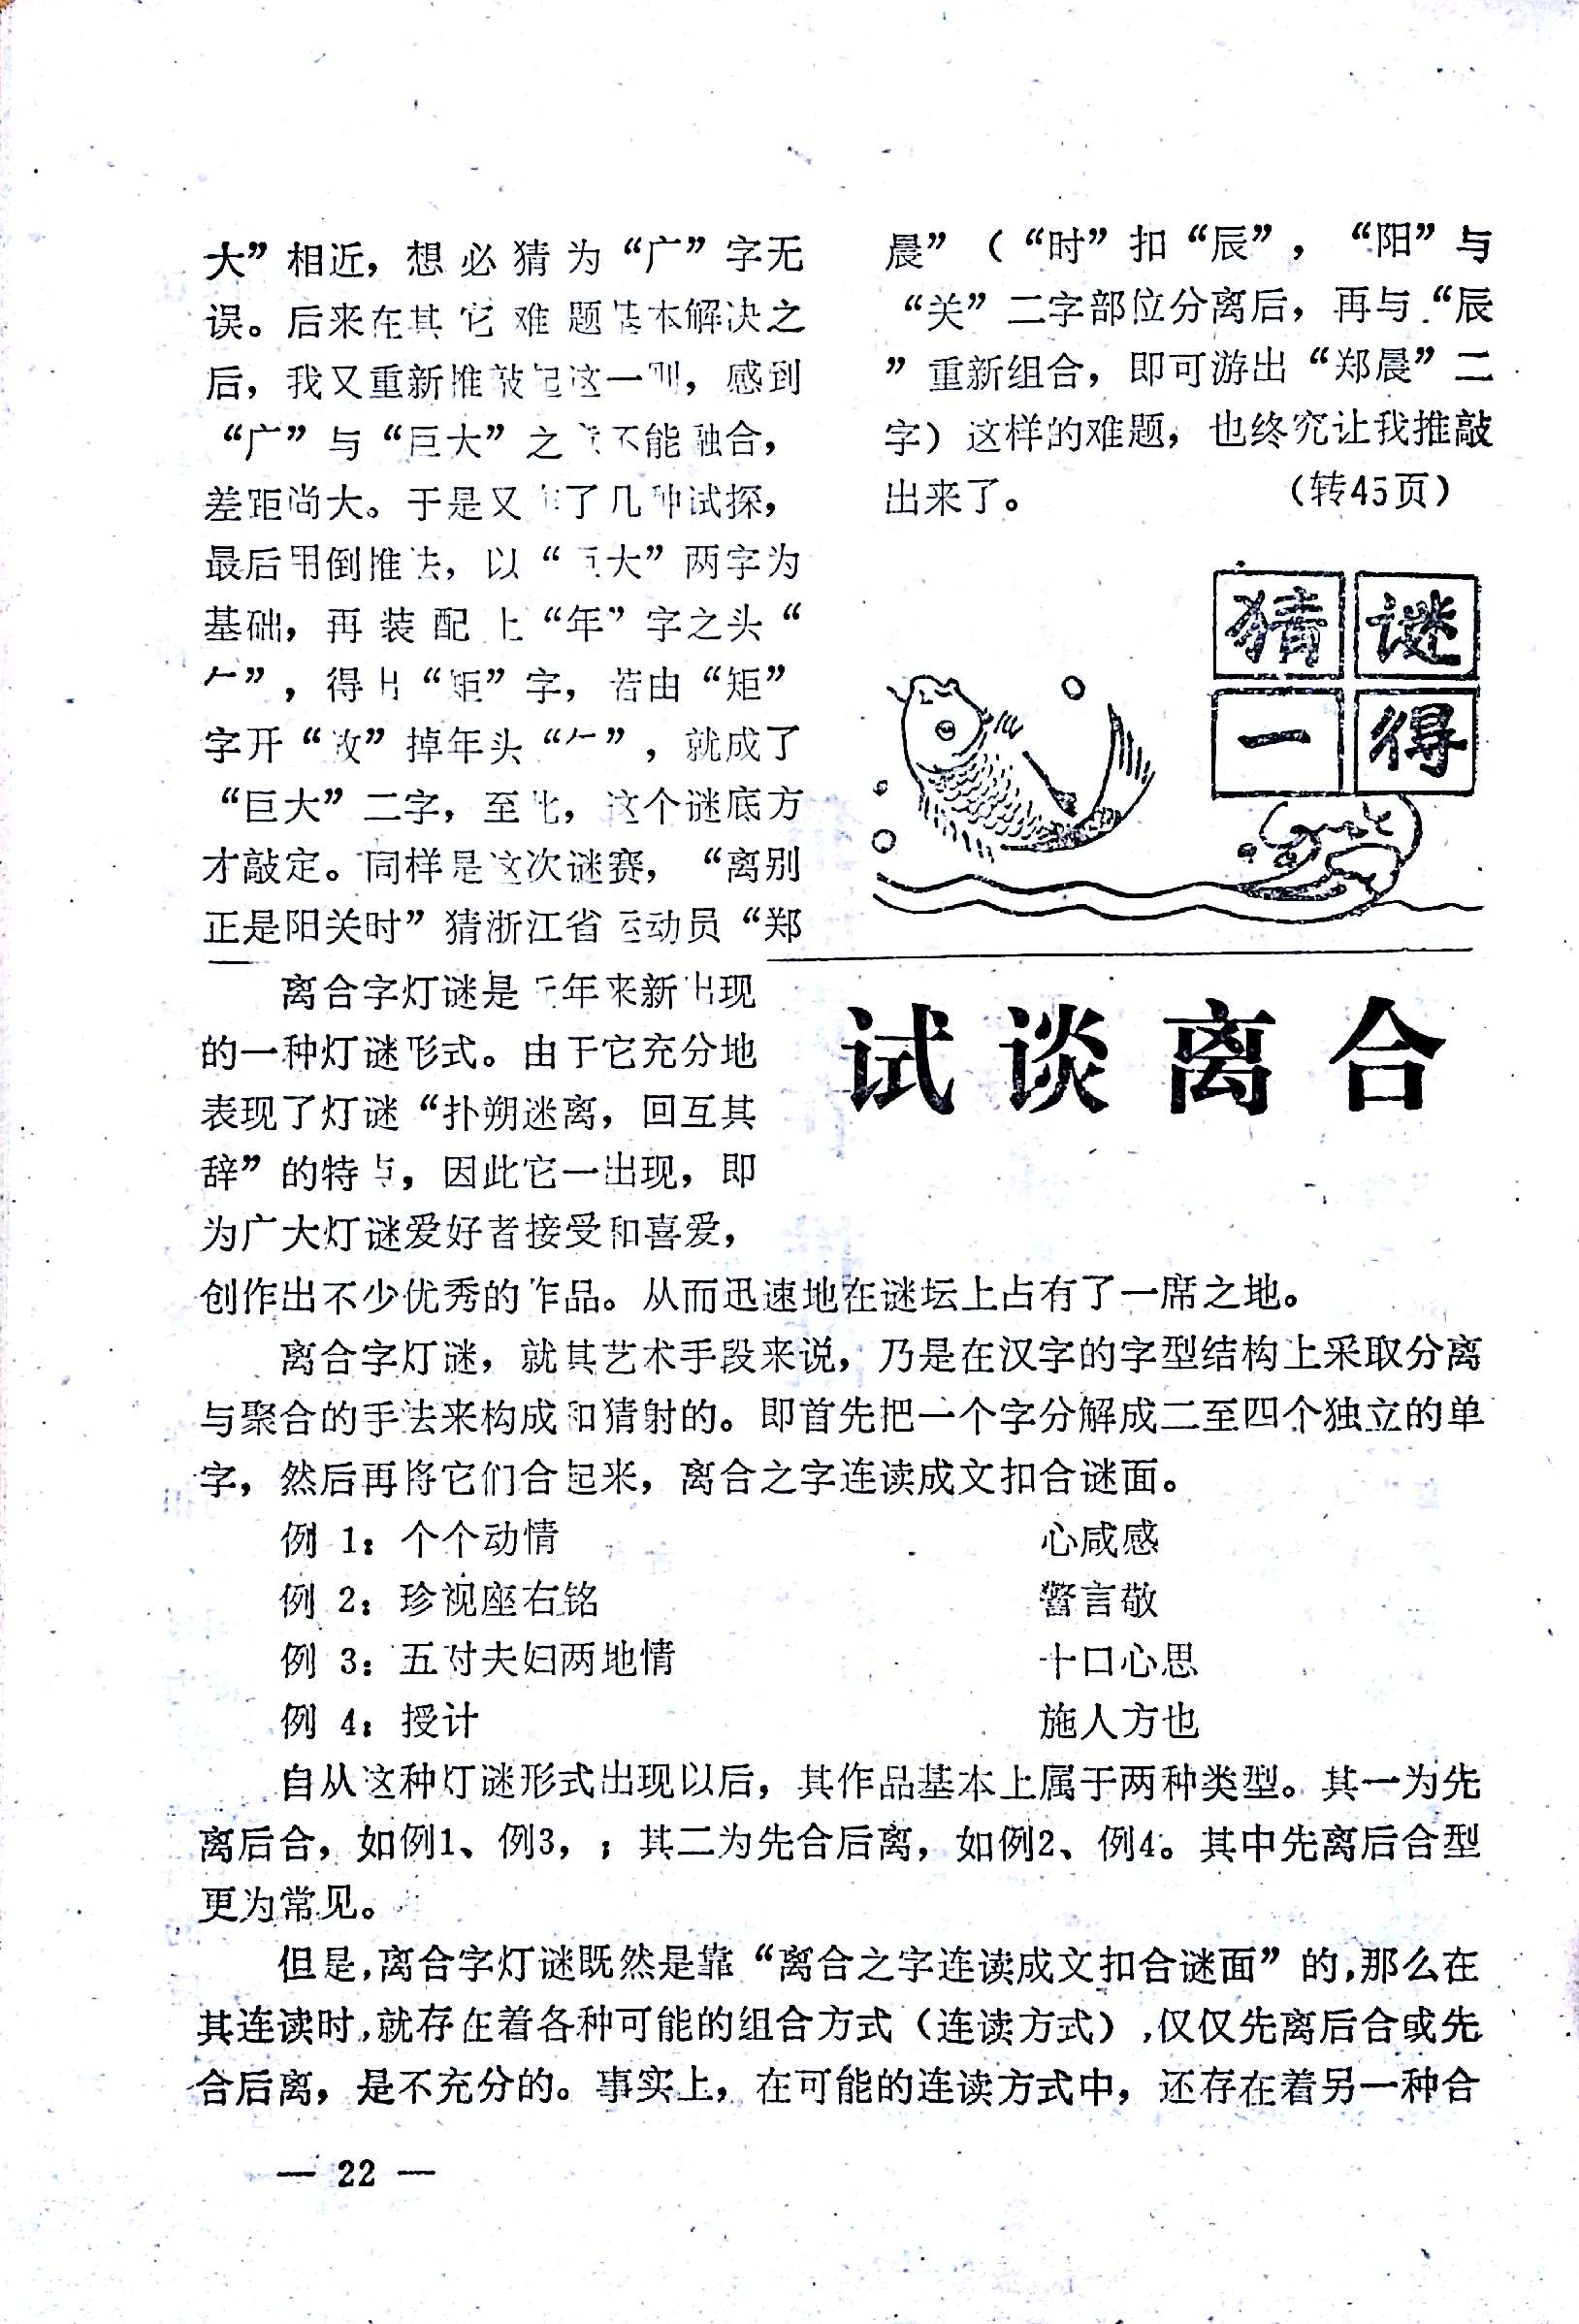 大”相近，想必猜为“广”字无
误。后来在其它难题基本解决之
后，我又重新推敲起这一则，感到
“广”与“巨大”之 不能融合，
差距尚大。于是又作了几种试探，
最后用倒推法，以“巨大”两字为
基础，再装配上“年”字之头“
𠂉”，得出“矩”字，若由“矩”
字开“放”掉年头“𠂉”，就成了
“巨大”二字，至此，这个谜底方
才敲定。同样是这次谜赛，“离别
正是阳关时”猜浙江省运动员“郑
晨”（“时”扣“辰”，“阳”与
“关”二字部位分离后，再与“辰
”重新组合，即可游出“郑晨”二
字）这样的难题，也终究让我推敲
出来了。 （转45页）
猜谜
一得
试谈离合
离合字灯谜是近年来新出现
的一种灯谜形式。由于它充分地
表现了灯谜“扑朔迷离，回互其
辞”的特点，因此它一出现，即
为广大灯谜爱好者接受和喜爱，
创作出不少优秀的作品。从而迅速地在谜坛上占有了一席之地。
离合字灯谜，就其艺术手段来说，乃是在汉字的字型结构上采取分离
与聚合的手法来构成和猜射的。即首先把一个字分解成二至四个独立的单
字，然后再将它们合起来，离合之字连读成文扣合谜面。
例 1：个个动情 心咸感
例 2：珍视座右铭 警言敬
例 3：五对夫妇两地情 十口心思
例 4：授计 施人方也
自从这种灯谜形式出现以后，其作品基本上属于两种类型。其一为先
离后合，如例1、例3，；其二为先合后离，如例2、例4。其中先离后合型
更为常见。
但是，离合字灯谜既然是靠“离合之字连读成文扣合谜面”的，那么在
其连读时，就存在着各种可能的组合方式（连读方式），仅仅先离后合或先
合后离，是不充分的。事实上，在可能的连读方式中，还存在着另一种合
— 22 —